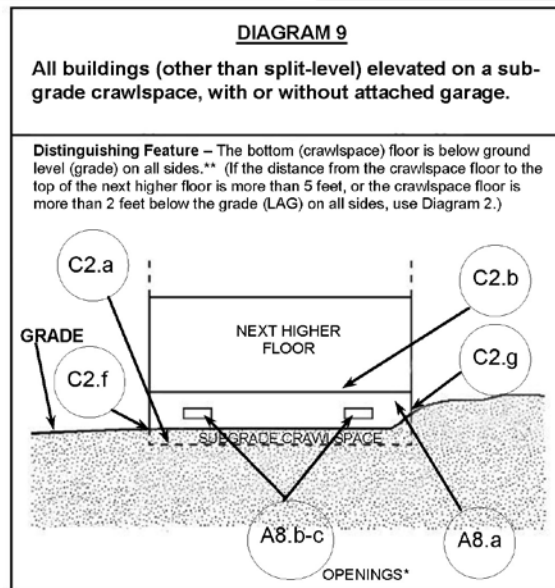 DIAGRAM 9
All buildings (other than split-level) elevated on a sub-
grade crawlspace, with or without attached garage.
Distinguishing Feature – The bottom (crawlspace) floor is below ground
level (grade) on all sides.** (If the distance from the crawlspace floor to the
top of the next higher floor is more than 5 feet, or the crawlspace floor is
more than 2 feet below the grade (LAG) on all sides, use Diagram 2.)
C2.a
C2.b
NEXT HIGHER
FLOOR
GRADE
C2.f
C2.g
SUBGRADE CRAWLSPACE
A8.b-c
A8.a
OPENINGS*